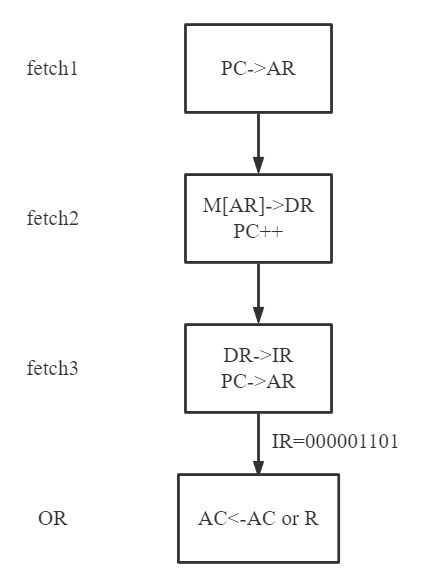 fetch1
PC->AR
fetch2
M[AR]->DR
PC++
fetch3
DR->IR
PC->AR
IR=000001101
OR
AC<-AC or R